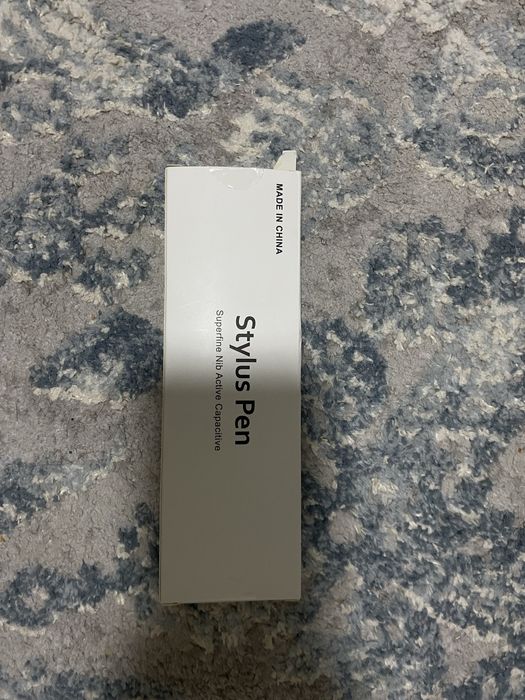 MADE IN CHINA
Stylus Pen
Superfine Nib Active Capacitive